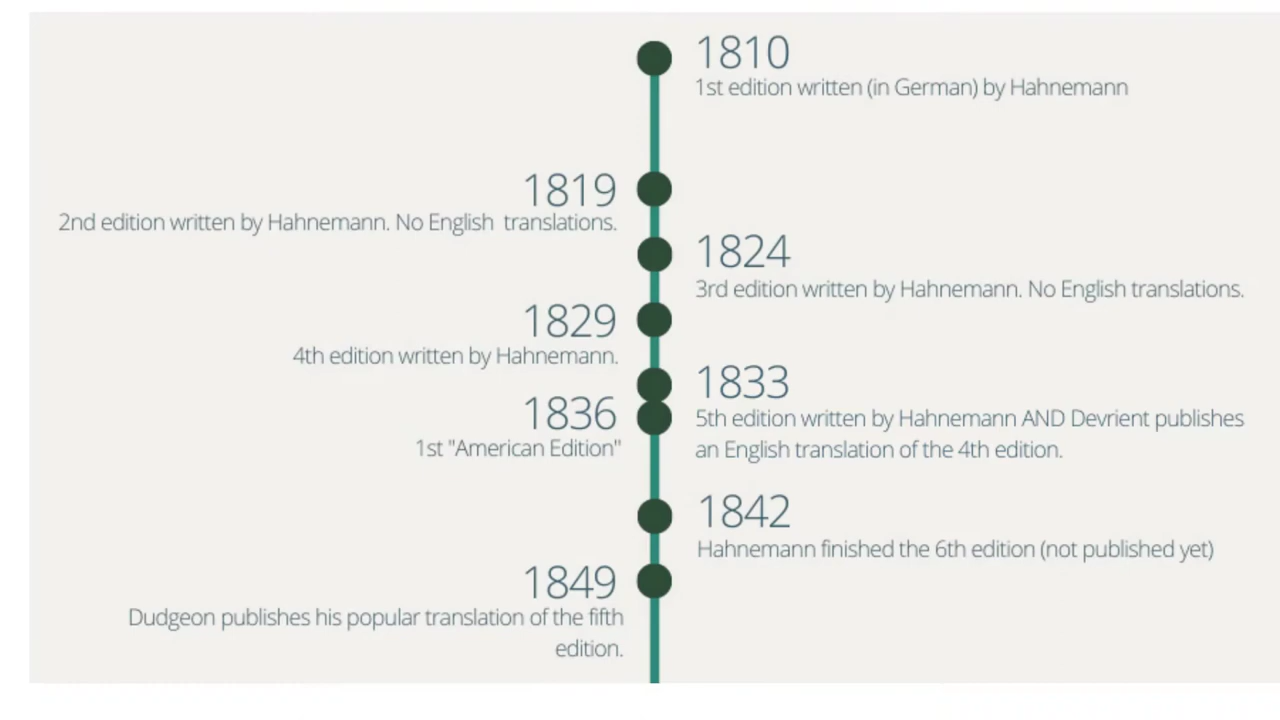 1810
1st edition written (in German) by Hahnemann
1819
2nd edition written by Hahnemann. No English translations.
1824
3rd edition written by Hahnemann. No English translations.
1829
4th edition written by Hahnemann.
1833
5th edition written by Hahnemann AND Devrient publishes
an English translation of the 4th edition.
1836
1st "American Edition"
1842
Hahnemann finished the 6th edition (not published yet)
1849
Dudgeon publishes his popular translation of the fifth
edition.